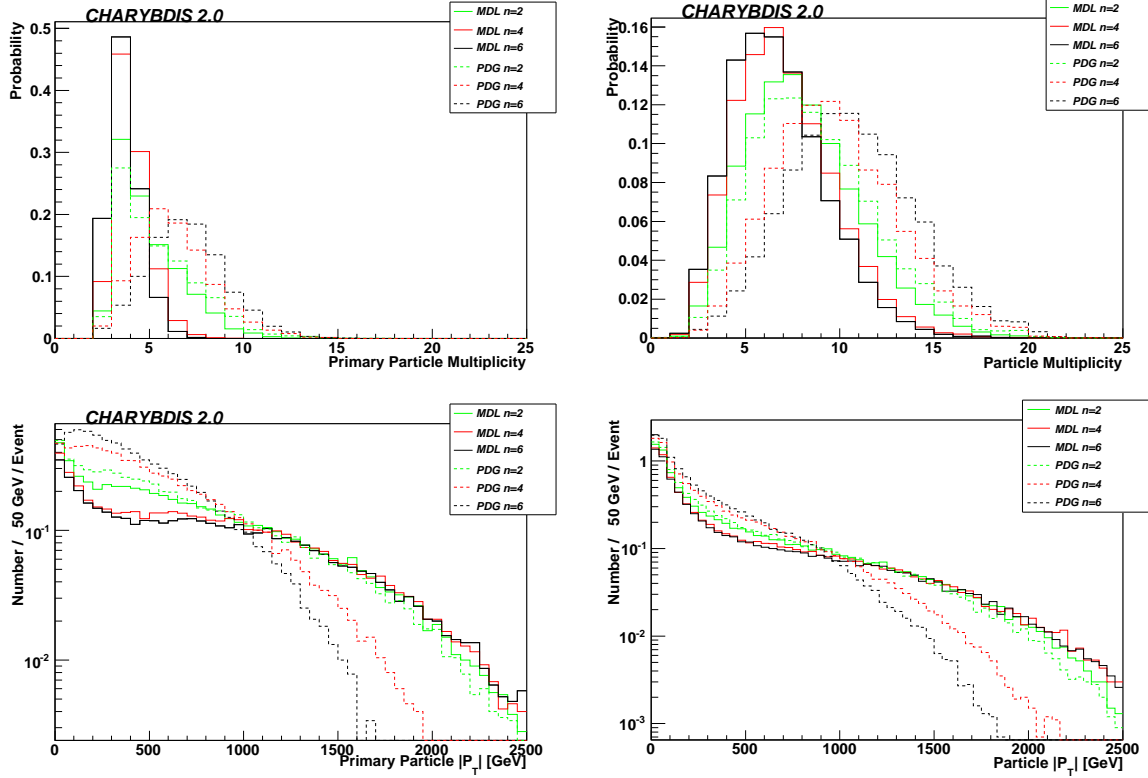 CHARYBDIS 2.0
MDL n=2
MDL n=4
MDL n=6
PDG n=2
PDG n=4
PDG n=6
Probability
0.5
0.4
0.3
0.2
0.1
0
0 5 10 15 20 25
Primary Particle Multiplicity
CHARYBDIS 2.0
MDL n=2
MDL n=4
MDL n=6
PDG n=2
PDG n=4
PDG n=6
Probability
0.16
0.14
0.12
0.1
0.08
0.06
0.04
0.02
0
0 5 10 15 20 25
Particle Multiplicity
CHARYBDIS 2.0
MDL n=2
MDL n=4
MDL n=6
PDG n=2
PDG n=4
PDG n=6
Number / 50 GeV / Event
10^-1
10^-2
0 500 1000 1500 2000 2500
Primary Particle |P_T| [GeV]
MDL n=2
MDL n=4
MDL n=6
PDG n=2
PDG n=4
PDG n=6
Number / 50 GeV / Event
1
10^-1
10^-2
10^-3
0 500 1000 1500 2000 2500
Particle |P_T| [GeV]